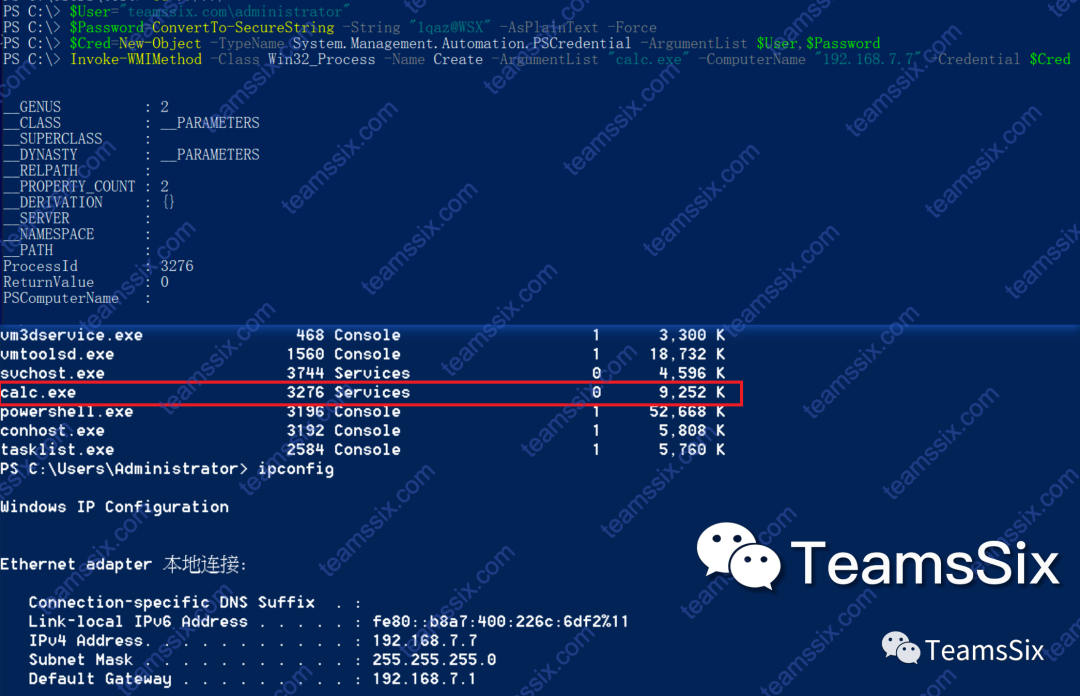 PS C:\> $User="teamssix.com\administrator"
PS C:\> $Password=ConvertTo-SecureString -String "1qaz@WSX" -AsPlainText -Force
PS C:\> $Cred=New-Object -TypeName System.Management.Automation.PSCredential -ArgumentList $User,$Password
PS C:\> Invoke-WMIMethod -Class Win32_Process -Name Create -ArgumentList "calc.exe" -ComputerName "192.168.7.7" -Credential $Cred
__GENUS : 2
__CLASS : __PARAMETERS
__SUPERCLASS :
__DYNASTY : __PARAMETERS
__RELPATH :
__PROPERTY_COUNT : 2
__DERIVATION : {}
__SERVER :
__NAMESPACE :
__PATH :
ProcessId : 3276
ReturnValue : 0
PSComputerName :
vm3dservice.exe 468 Console 1 3,300 K
vmtoolsd.exe 1560 Console 1 18,732 K
svchost.exe 3744 Services 0 4,596 K
calc.exe 3276 Services 0 9,252 K
powershell.exe 3196 Console 1 52,668 K
conhost.exe 3192 Console 1 5,808 K
tasklist.exe 2584 Console 1 5,760 K
PS C:\Users\Administrator> ipconfig
Windows IP Configuration
Ethernet adapter 本地连接:
Connection-specific DNS Suffix . :
Link-local IPv6 Address . . . . . : fe80::b8a7:400:226c:6df2%11
IPv4 Address. . . . . . . . . . . : 192.168.7.7
Subnet Mask . . . . . . . . . . . : 255.255.255.0
Default Gateway . . . . . . . . . : 192.168.7.1
TeamsSix
TeamsSix
teamssix.com